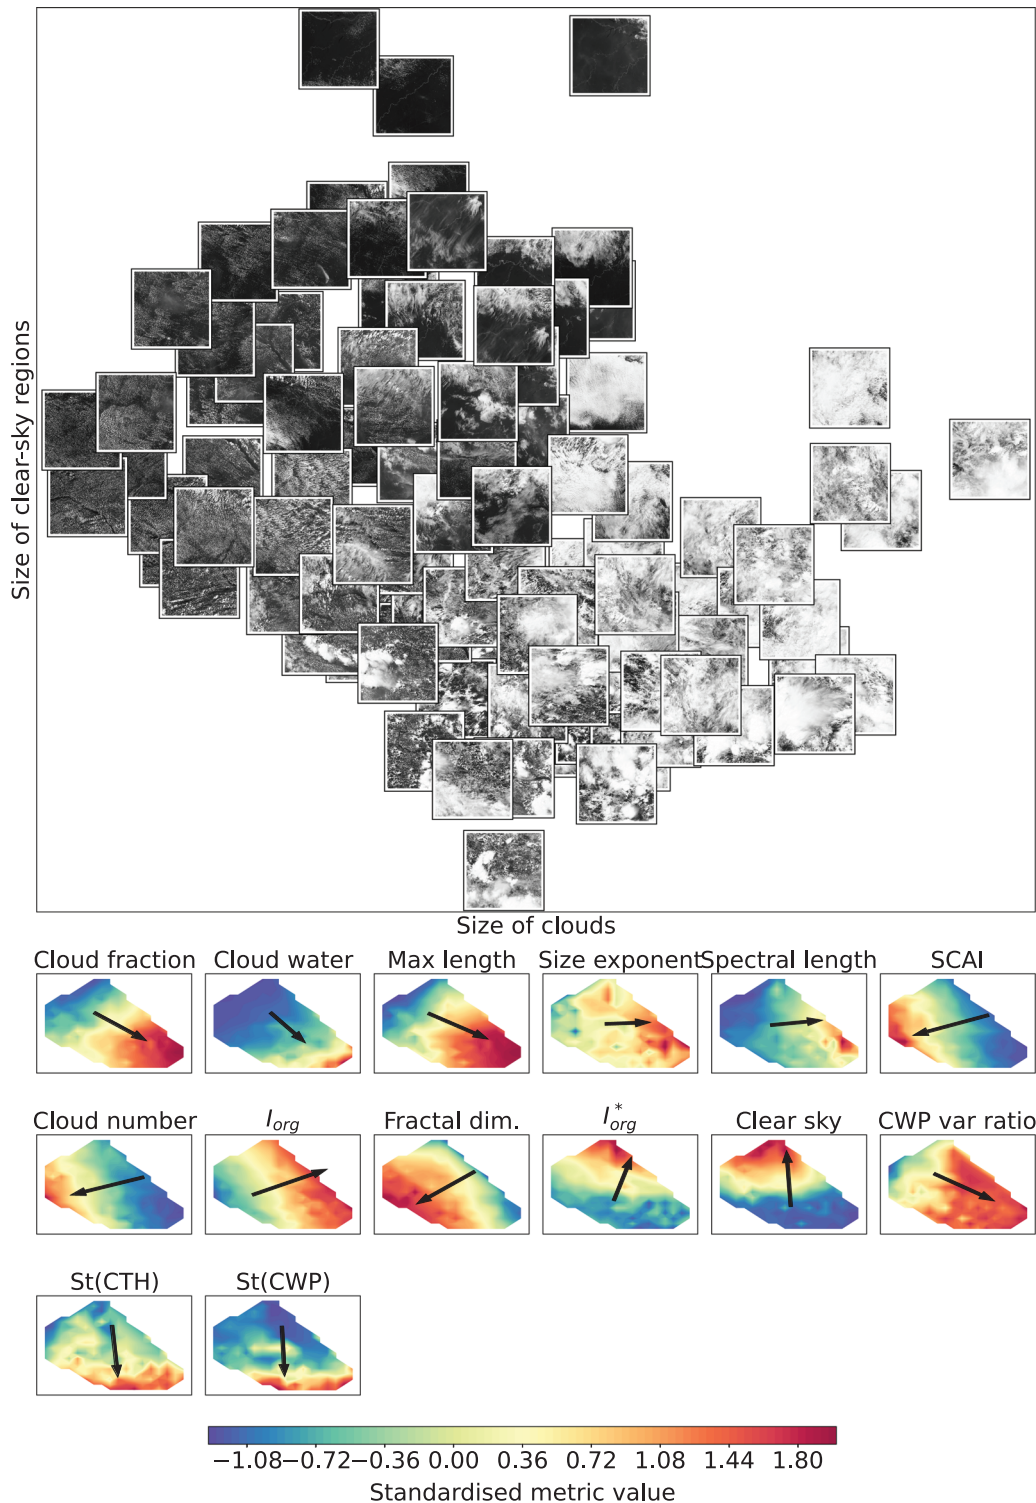 Size of clear-sky regions
Size of clouds
Cloud fraction
Cloud water
Max length
Size exponent
Spectral length
SCAI
Cloud number
I_org
Fractal dim.
I*_org
Clear sky
CWP var ratio
St(CTH)
St(CWP)
−1.08 −0.72 −0.36 0.00 0.36 0.72 1.08 1.44 1.80
Standardised metric value